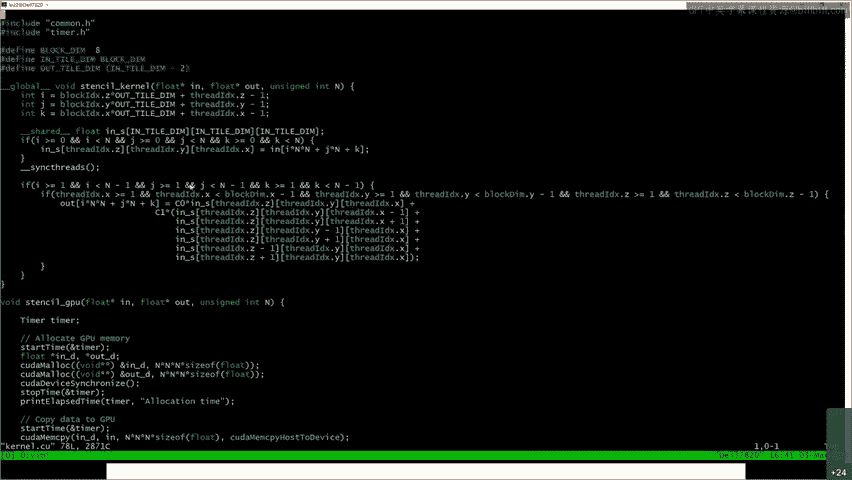 #include "common.h"
#include "timer.h"
#define BLOCK_DIM 8
#define IN_TILE_DIM BLOCK_DIM
#define OUT_TILE_DIM (IN_TILE_DIM - 2)
__global__ void stencil_kernel(float* in, float* out, unsigned int N) {
int i = blockIdx.z*OUT_TILE_DIM + threadIdx.z - 1;
int j = blockIdx.y*OUT_TILE_DIM + threadIdx.y - 1;
int k = blockIdx.x*OUT_TILE_DIM + threadIdx.x - 1;
__shared__ float in_s[IN_TILE_DIM][IN_TILE_DIM][IN_TILE_DIM];
if(i >= 0 && i < N && j >= 0 && j < N && k >= 0 && k < N) {
in_s[threadIdx.z][threadIdx.y][threadIdx.x] = in[i*N*N + j*N + k];
}
__syncthreads();
if(i >= 1 && i < N - 1 && j >= 1 && j < N - 1 && k >= 1 && k < N - 1) {
if(threadIdx.x >= 1 && threadIdx.x < blockDim.x - 1 && threadIdx.y >= 1 && threadIdx.y < blockDim.y - 1 && threadIdx.z >= 1 && threadIdx.z < blockDim.z - 1) {
out[i*N*N + j*N + k] = C0*in_s[threadIdx.z][threadIdx.y][threadIdx.x] +
C1*(in_s[threadIdx.z][threadIdx.y][threadIdx.x - 1] +
in_s[threadIdx.z][threadIdx.y][threadIdx.x + 1] +
in_s[threadIdx.z][threadIdx.y - 1][threadIdx.x] +
in_s[threadIdx.z][threadIdx.y + 1][threadIdx.x] +
in_s[threadIdx.z - 1][threadIdx.y][threadIdx.x] +
in_s[threadIdx.z + 1][threadIdx.y][threadIdx.x]);
}
}
}
void stencil_gpu(float* in, float* out, unsigned int N) {
Timer timer;
// Allocate GPU memory
startTime(&timer);
float *in_d, *out_d;
cudaMalloc((void**) &in_d, N*N*N*sizeof(float));
cudaMalloc((void**) &out_d, N*N*N*sizeof(float));
cudaDeviceSynchronize();
stopTime(&timer);
printElapsedTime(timer, "Allocation time");
// Copy data to GPU
startTime(&timer);
cudaMemcpy(in_d, in, N*N*N*sizeof(float), cudaMemcpyHostToDevice);
"kernel.cu" 78L, 2871C 1,0-1
+24